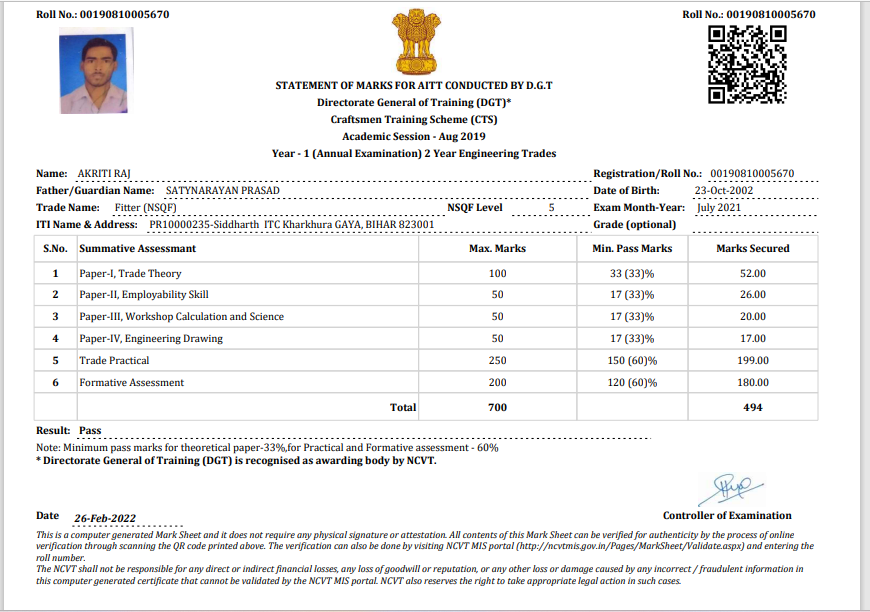 Roll No.: 00190810005670
Roll No.: 00190810005670
STATEMENT OF MARKS FOR AITT CONDUCTED BY D.G.T
Directorate General of Training (DGT)*
Craftsmen Training Scheme (CTS)
Academic Session - Aug 2019
Year - 1 (Annual Examination) 2 Year Engineering Trades
Name: AKRITI RAJ Registration/Roll No.: 00190810005670
Father/Guardian Name: SATYNARAYAN PRASAD Date of Birth: 23-Oct-2002
Trade Name: Fitter (NSQF) NSQF Level 5 Exam Month-Year: July 2021
ITI Name & Address: PR10000235-Siddharth ITC Kharkhura GAYA, BIHAR 823001 Grade (optional)
S.No. Summative Assessmant Max. Marks Min. Pass Marks Marks Secured
1 Paper-I, Trade Theory 100 33 (33)% 52.00
2 Paper-II, Employability Skill 50 17 (33)% 26.00
3 Paper-III, Workshop Calculation and Science 50 17 (33)% 20.00
4 Paper-IV, Engineering Drawing 50 17 (33)% 17.00
5 Trade Practical 250 150 (60)% 199.00
6 Formative Assessment 200 120 (60)% 180.00
Total 700 494
Result: Pass
Note: Minimum pass marks for theoretical paper-33%,for Practical and Formative assessment - 60%
* Directorate General of Training (DGT) is recognised as awarding body by NCVT.
Date 26-Feb-2022 Controller of Examination
This is a computer generated Mark Sheet and it does not require any physical signature or attestation. All contents of this Mark Sheet can be verified for authenticity by the process of online
verification through scanning the QR code printed above. The verification can also be done by visiting NCVT MIS portal (http://ncvtmis.gov.in/Pages/MarkSheet/Validate.aspx) and entering the
roll number.
The NCVT shall not be responsible for any direct or indirect financial losses, any loss of goodwill or reputation, or any other loss or damage caused by any incorrect / fraudulent information in
this computer generated certificate that cannot be validated by the NCVT MIS portal. NCVT also reserves the right to take appropriate legal action in such cases.